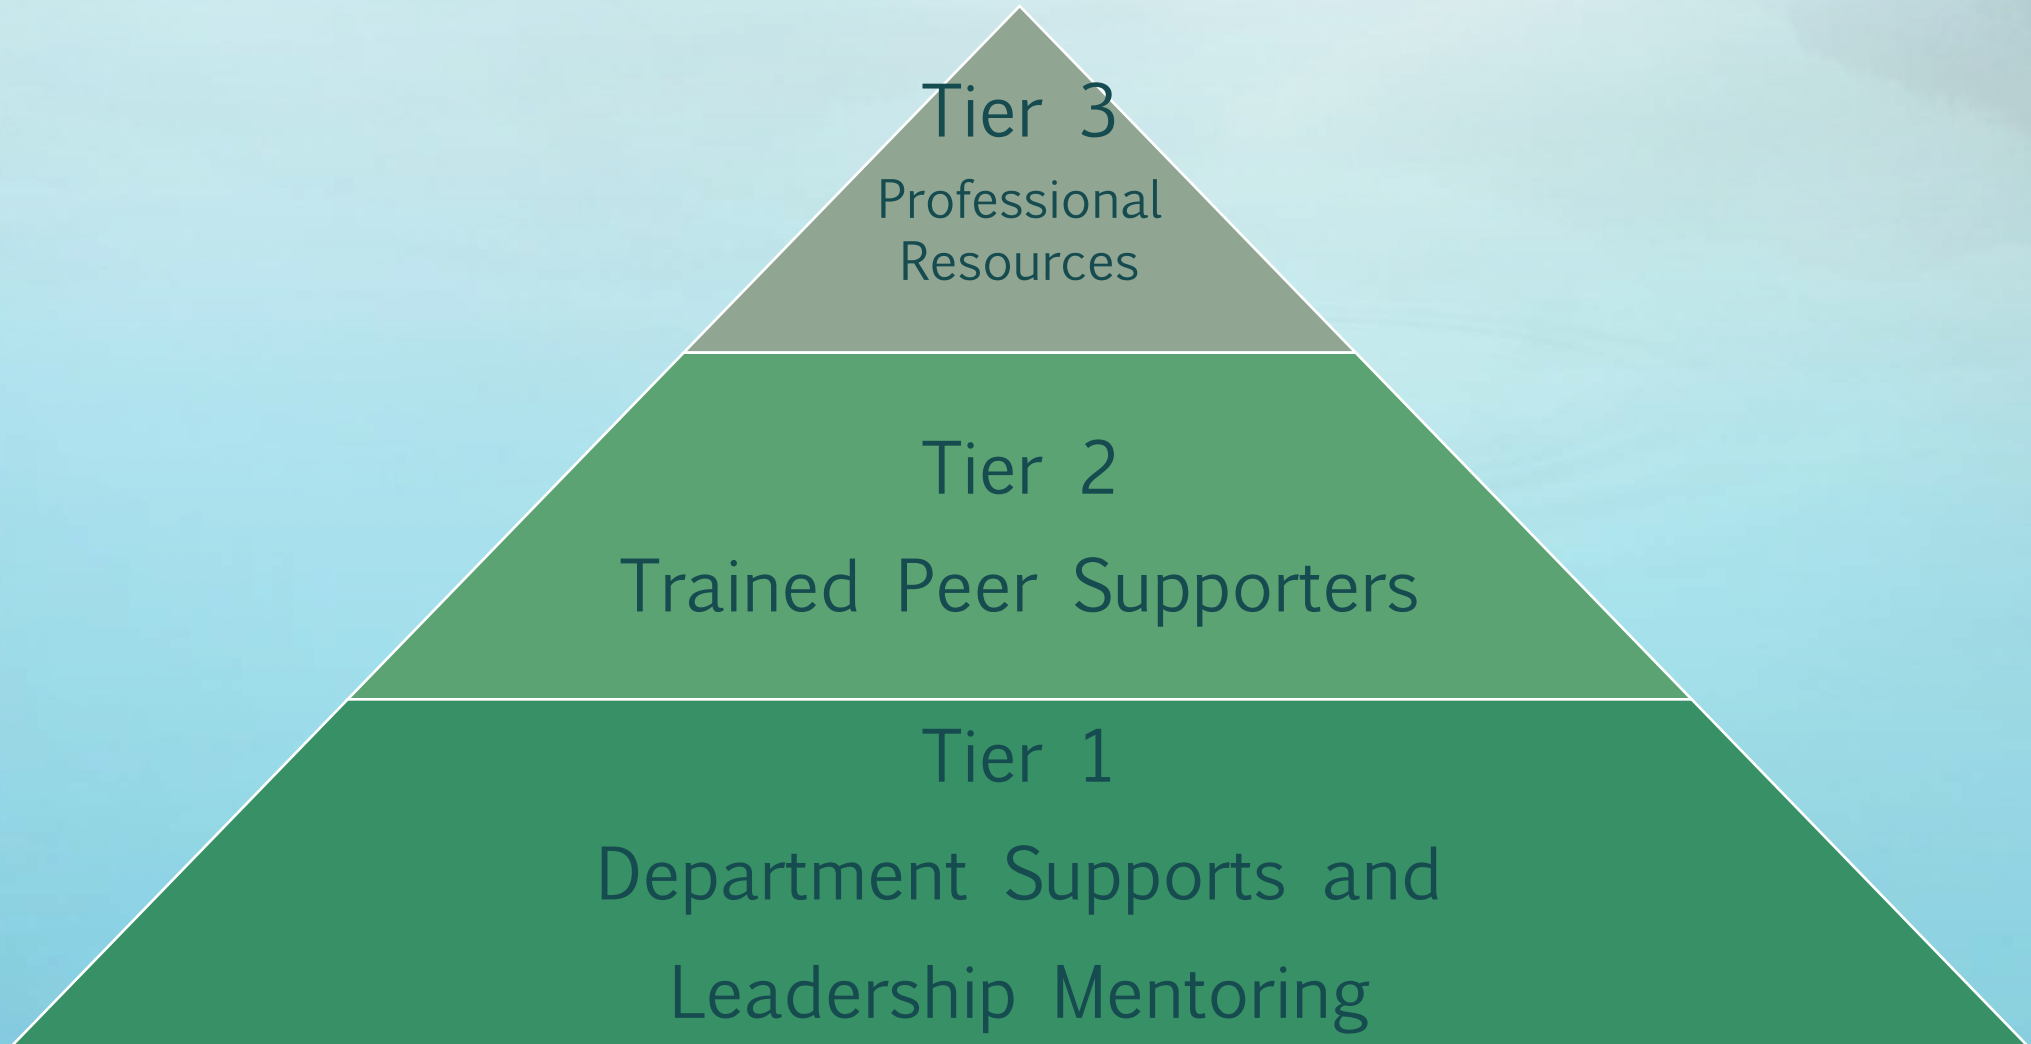 Tier 3
Professional
Resources
Tier 2
Trained Peer Supporters
Tier 1
Department Supports and
Leadership Mentoring